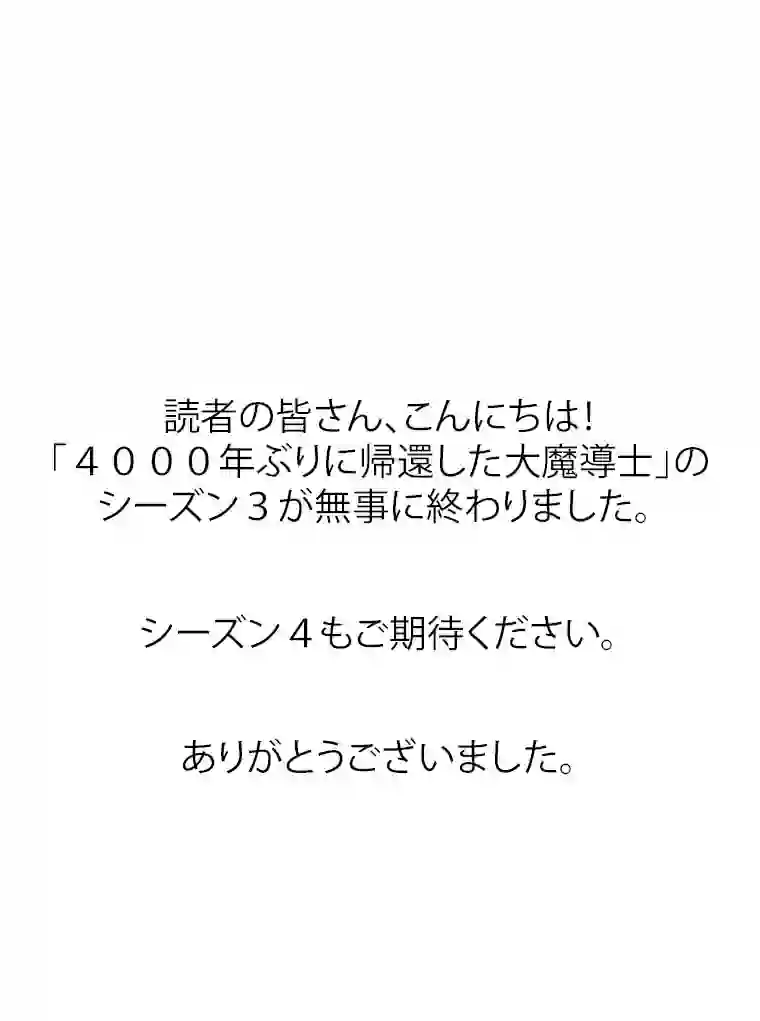 読者の皆さん、こんにちは!
「４０００年ぶりに帰還した大魔導士」の
シーズン３が無事に終わりました。
シーズン４もご期待ください。
ありがとうございました。